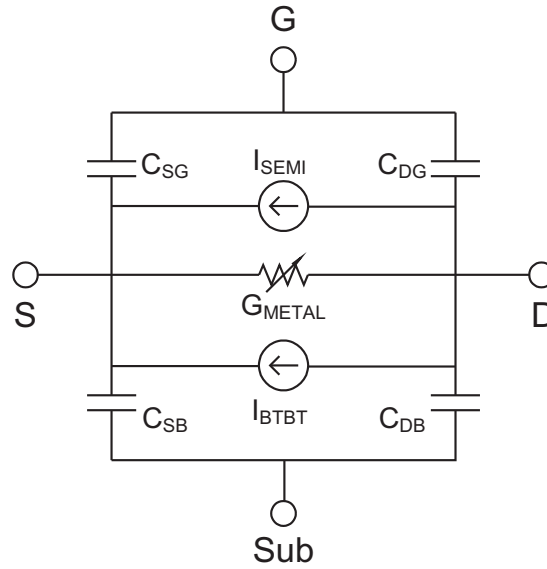 G
C_SG
I_SEMI
C_DG
S
G_METAL
D
C_SB
I_BTBT
C_DB
Sub